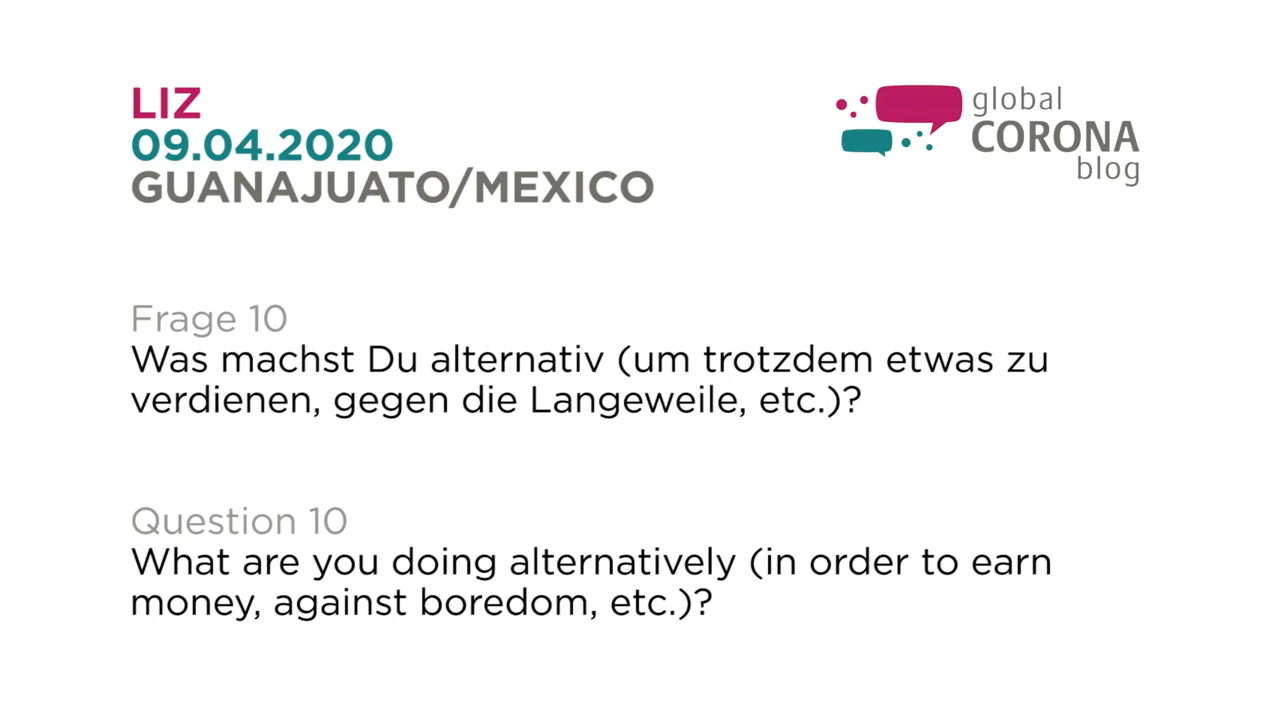 LIZ
09.04.2020
GUANAJUATO/MEXICO
global
CORONA
blog
Frage 10
Was machst Du alternativ (um trotzdem etwas zu
verdienen, gegen die Langeweile, etc.)?
Question 10
What are you doing alternatively (in order to earn
money, against boredom, etc.)?